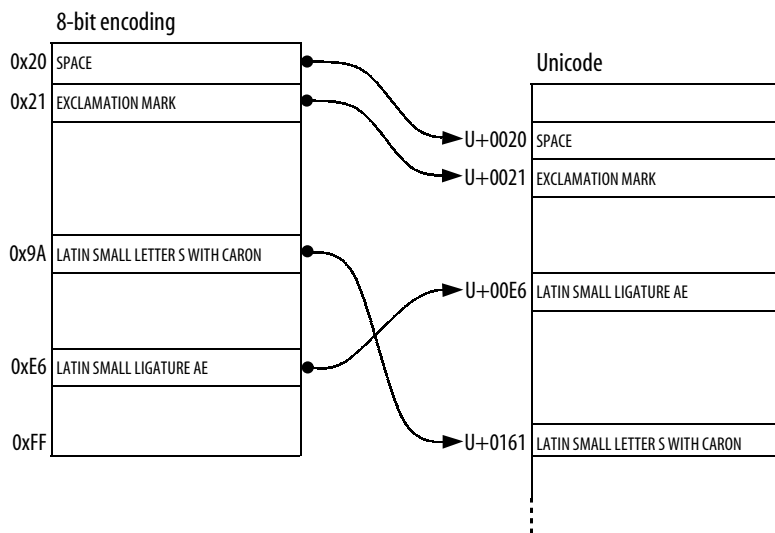 8-bit encoding
0x20 SPACE
0x21 EXCLAMATION MARK
0x9A LATIN SMALL LETTER S WITH CARON
0xE6 LATIN SMALL LIGATURE AE
0xFF
Unicode
U+0020 SPACE
U+0021 EXCLAMATION MARK
U+00E6 LATIN SMALL LIGATURE AE
U+0161 LATIN SMALL LETTER S WITH CARON